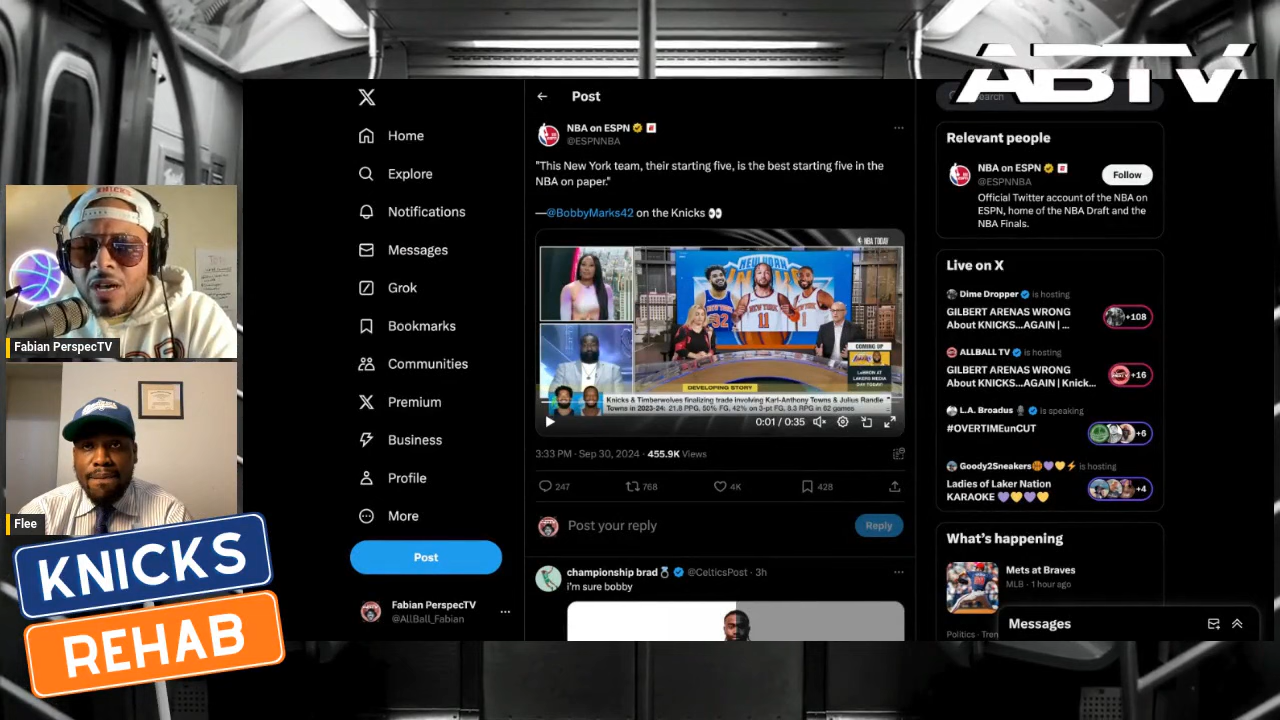 ABTV
Home
Explore
Notifications
Messages
Grok
Bookmarks
Communities
Premium
Business
Profile
More
Post
Fabian PerspecTV
@AllBall_Fabian
Post
NBA on ESPN
@ESPNNBA
"This New York team, their starting five, is the best starting five in the
NBA on paper."
—@BobbyMarks42 on the Knicks 👀
NBA TODAY
NEW YORK
NEW YORK
32
11
1
COMING UP
LEBRON AT
LAKERS MEDIA
DAY TODAY
DEVELOPING STORY
Knicks & Timberwolves finalizing trade involving Karl-Anthony Towns & Julius Randle
Towns in 2023-24: 21.8 PPG, 50% FG, 42% on 3-pt FG, 8.3 RPG in 62 games
0:01 / 0:35
3:33 PM · Sep 30, 2024 · 455.9K Views
247
768
4K
428
Post your reply
Reply
championship brad💍 @CelticsPost · 3h
i'm sure bobby
Search
Relevant people
NBA on ESPN
@ESPNNBA
Follow
Official Twitter account of the NBA on
ESPN, home of the NBA Draft and the
NBA Finals.
Live on X
Dime Dropper is hosting
GILBERT ARENAS WRONG
About KNICKS...AGAIN | ...
+108
ALLBALL TV is hosting
GILBERT ARENAS WRONG
About KNICKS...AGAIN | Knick...
+16
L.A. Broadus 🎙 is speaking
#OVERTIMEunCUT
+6
Goody2Sneakers🏀💜💛⚡ is hosting
Ladies of Laker Nation
KARAOKE 💜💛💜💛
+4
What's happening
Mets at Braves
MLB · 1 hour ago
Messages
Politics · Tren
KNICKS
Fabian PerspecTV
Flee
KNICKS
REHAB